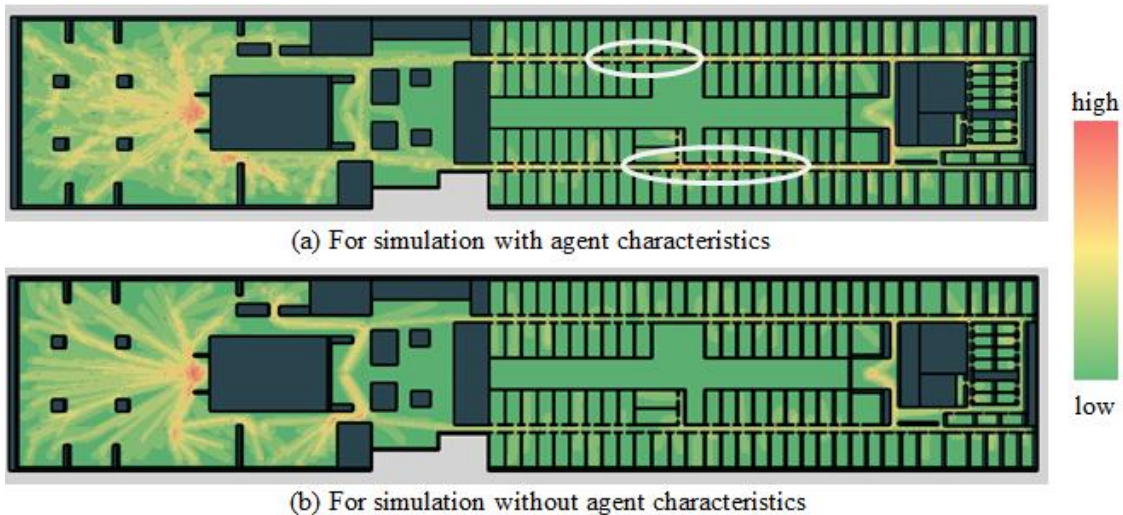 high
(a) For simulation with agent characteristics
low
(b) For simulation without agent characteristics